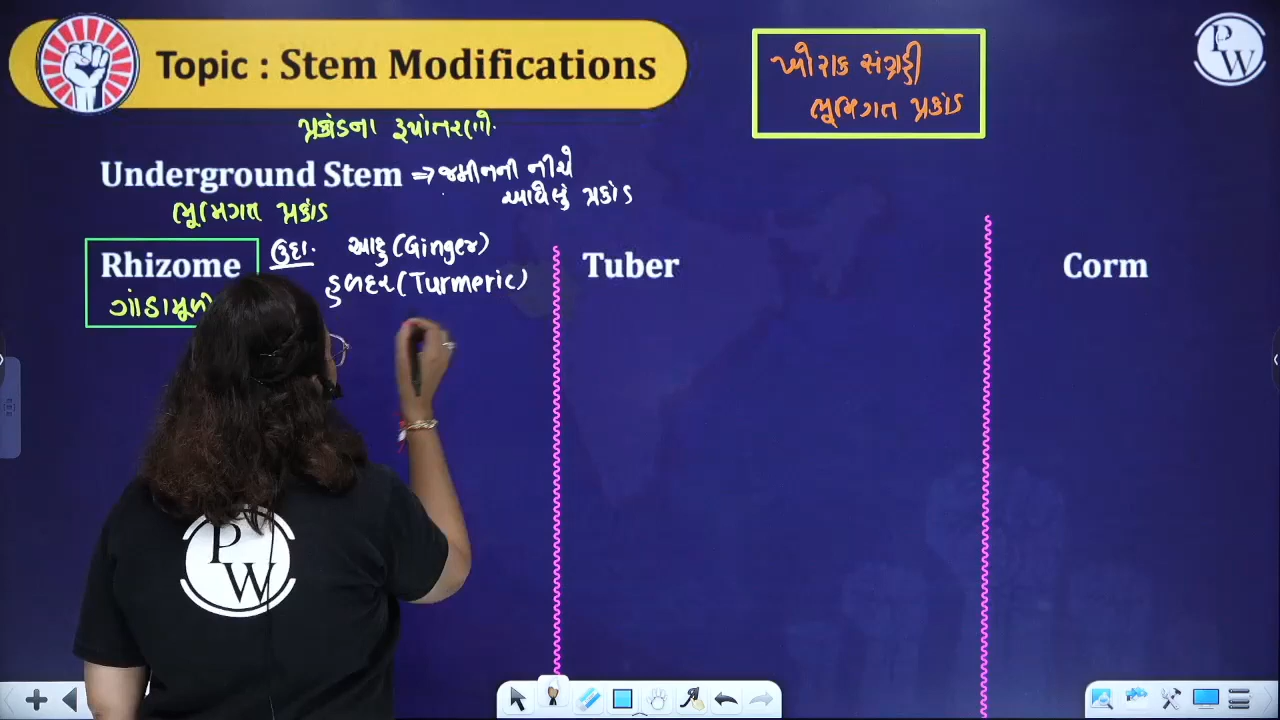 Topic : Stem Modifications
પ્રકાંડના રૂપાંતરણો.
ખોરાક સંગ્રહી
ભૂમિગત પ્રકાંડ
PW
Underground Stem ⇒ જમીનની નીચે
આવેલું પ્રકાંડ
ભૂમિગત પ્રકાંડ
Rhizome
ગાંઠામૂળી
ઉદા. આદુ (Ginger)
હળદર (Turmeric)
Tuber
Corm
PW